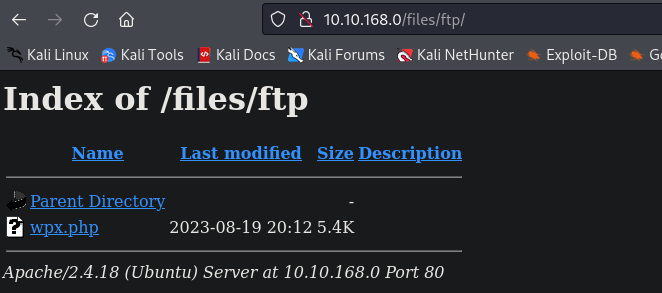 10.10.168.0/files/ftp/
Kali Linux Kali Tools Kali Docs Kali Forums Kali NetHunter Exploit-DB
Index of /files/ftp
Name Last modified Size Description
Parent Directory -
wpx.php 2023-08-19 20:12 5.4K
Apache/2.4.18 (Ubuntu) Server at 10.10.168.0 Port 80